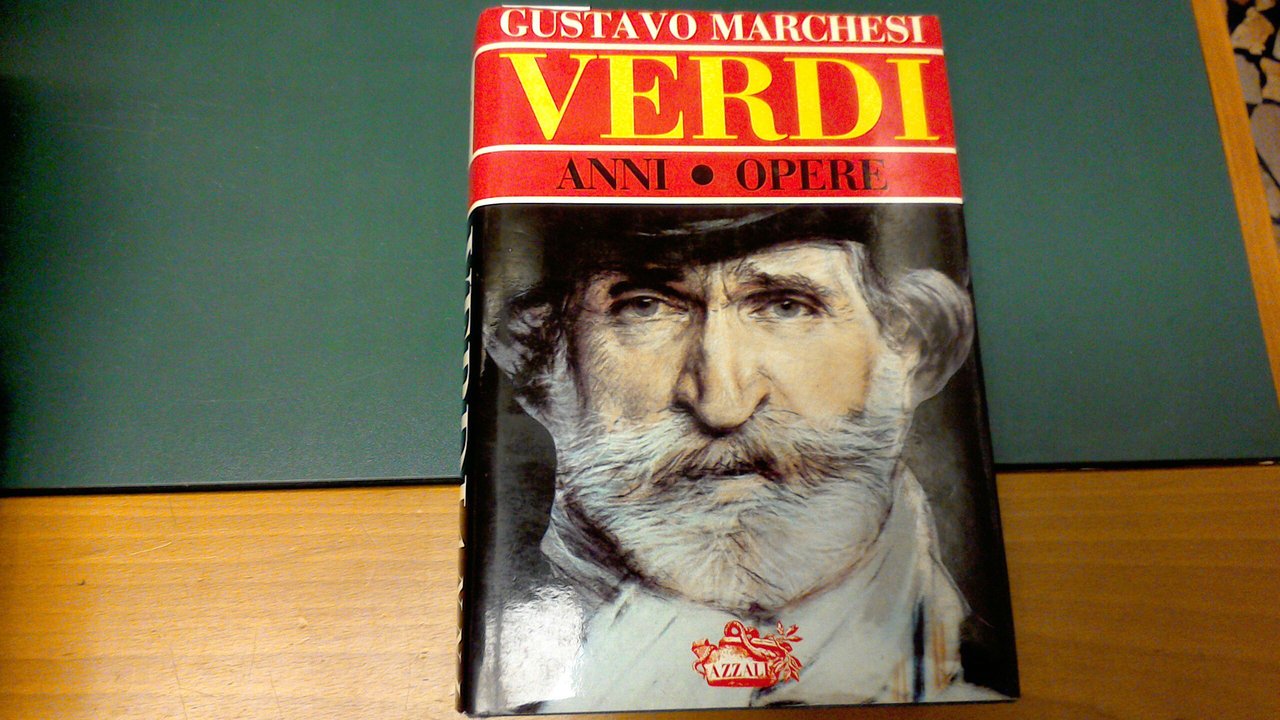 GUSTAVO MARCHESI
VERDI
ANNI • OPERE
AZZALI